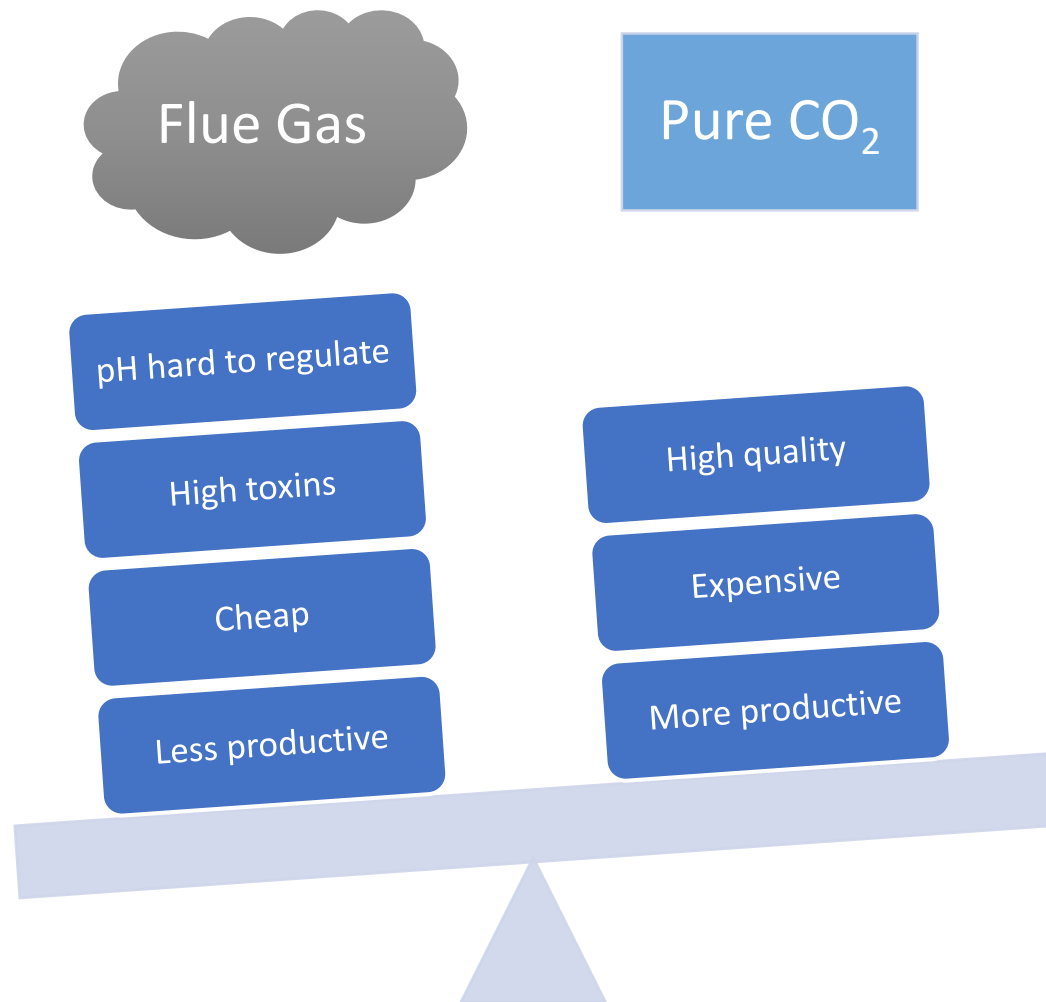 Flue Gas
Pure CO₂
pH hard to regulate
High toxins
Cheap
Less productive
High quality
Expensive
More productive